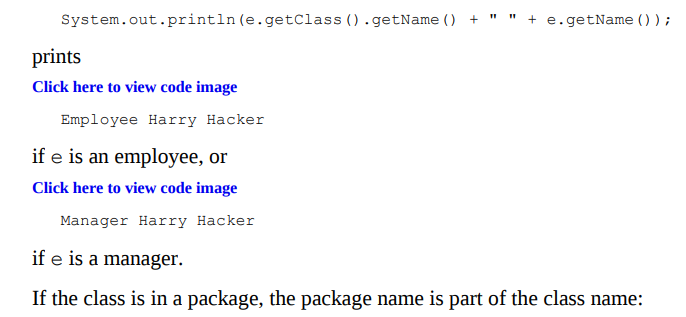 System.out.println(e.getClass().getName() + " " + e.getName());
prints
Click here to view code image
Employee Harry Hacker
if e is an employee, or
Click here to view code image
Manager Harry Hacker
if e is a manager.
If the class is in a package, the package name is part of the class name: